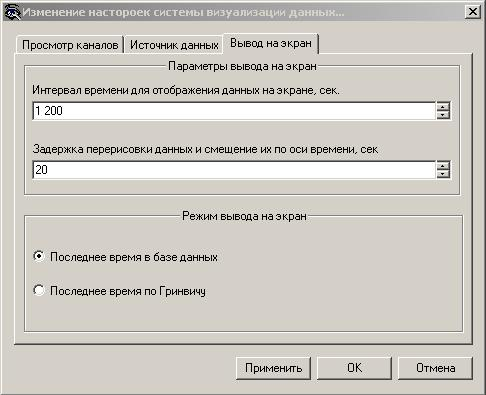 Изменение настороек системы визуализации данных...
Просмотр каналов
Источник данных
Вывод на экран
Параметры вывода на экран
Интервал времени для отображения данных на экране, сек.
1 200
Задержка перерисовки данных и смещение их по оси времени, сек
20
Режим вывода на экран
Последнее время в базе данных
Последнее время по Гринвичу
Применить
OK
Отмена